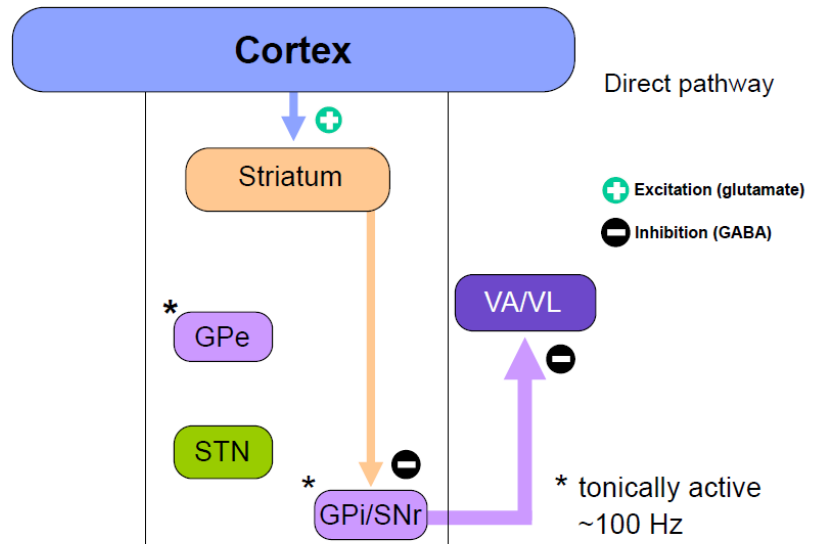 Cortex
Direct pathway
Striatum
Excitation (glutamate)
Inhibition (GABA)
VA/VL
*
GPe
STN
*
GPi/SNr
* tonically active
~100 Hz